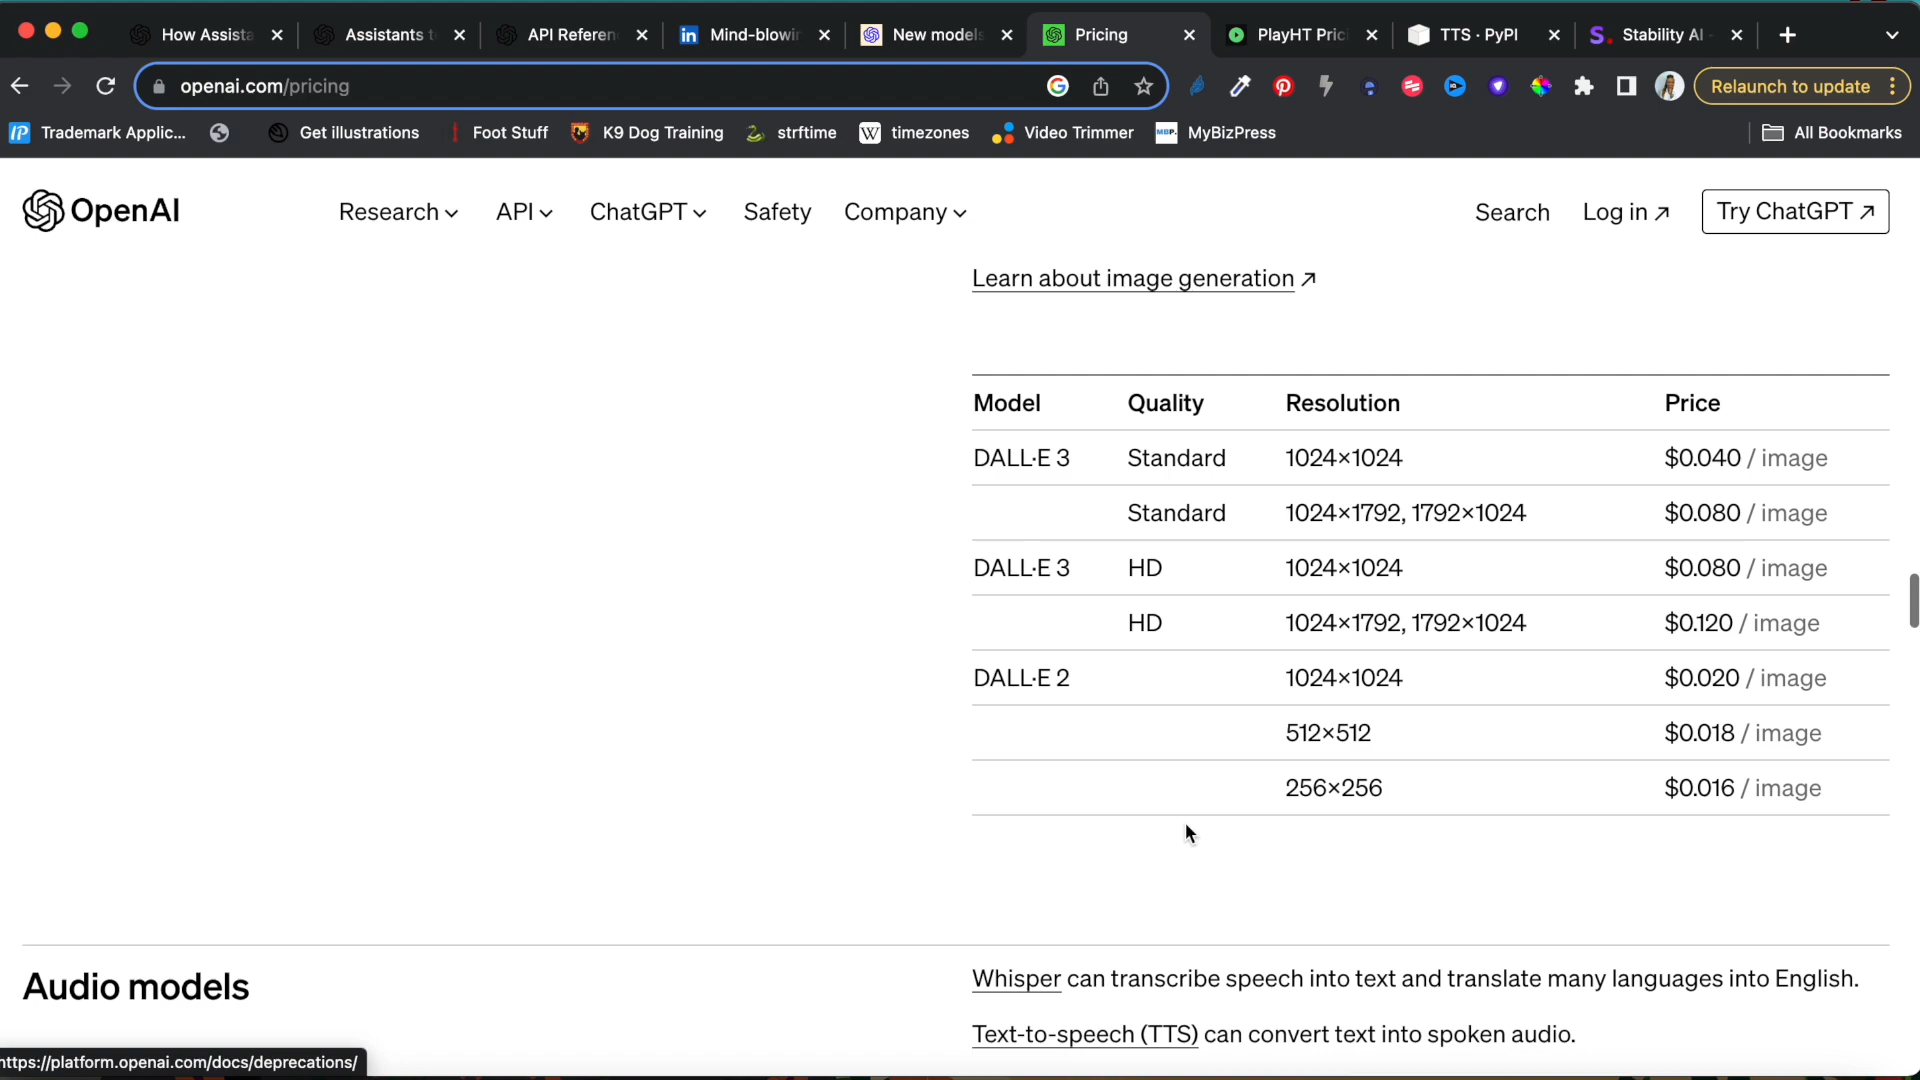 How Assista
Assistants t
API Referen
Mind-blowin
New models
Pricing
PlayHT Pric
TTS · PyPI
Stability AI -
openai.com/pricing
Relaunch to update
Trademark Applic...
Get illustrations
Foot Stuff
K9 Dog Training
strftime
timezones
Video Trimmer
MBP.
MyBizPress
All Bookmarks
OpenAI
Research
API
ChatGPT
Safety
Company
Search
Log in ↗
Try ChatGPT ↗
Learn about image generation ↗
Model Quality Resolution Price
DALL·E 3 Standard 1024×1024 $0.040 / image
Standard 1024×1792, 1792×1024 $0.080 / image
DALL·E 3 HD 1024×1024 $0.080 / image
HD 1024×1792, 1792×1024 $0.120 / image
DALL·E 2 1024×1024 $0.020 / image
512×512 $0.018 / image
256×256 $0.016 / image
Audio models
Whisper can transcribe speech into text and translate many languages into English.
Text-to-speech (TTS) can convert text into spoken audio.
https://platform.openai.com/docs/deprecations/